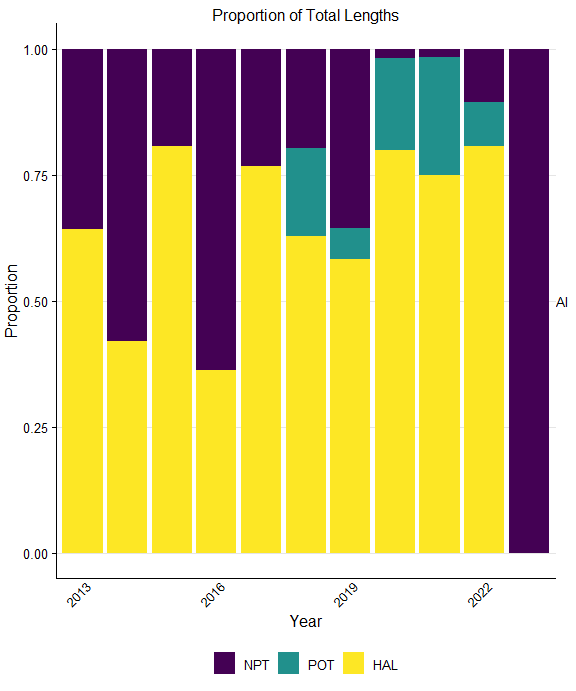 Proportion of Total Lengths
1.00
0.75
0.50
0.25
0.00
Proportion
AI
2013
2016
2019
2022
Year
NPT
POT
HAL